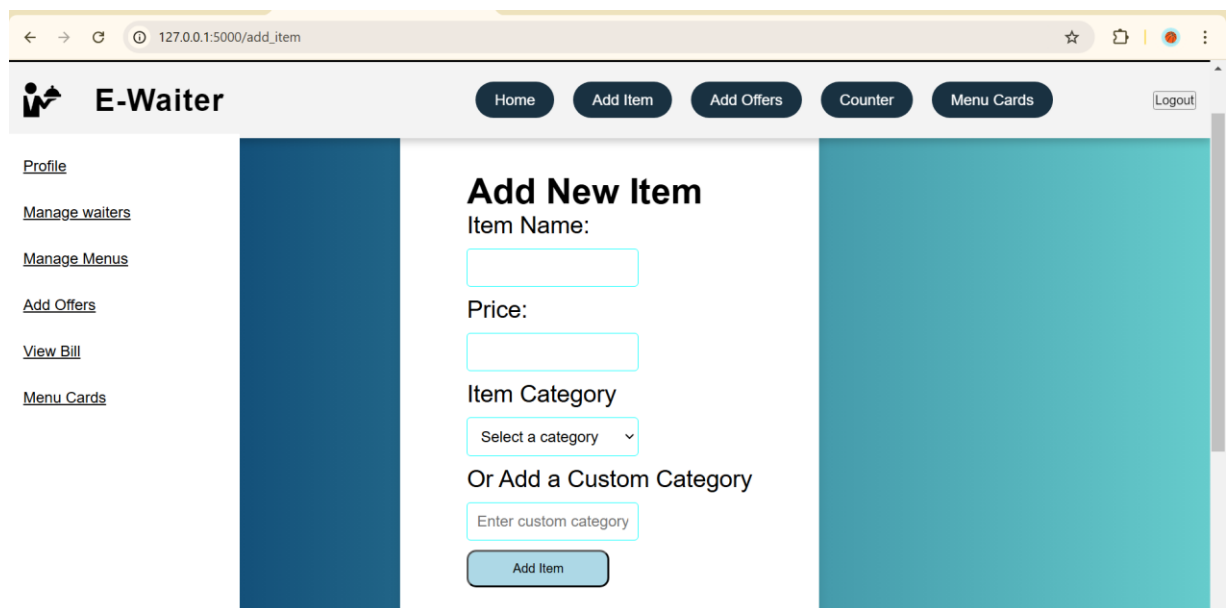 127.0.0.1:5000/add_item
E-Waiter
Home Add Item Add Offers Counter Menu Cards Logout
Profile
Manage waiters
Manage Menus
Add Offers
View Bill
Menu Cards
Add New Item
Item Name:
Price:
Item Category
Select a category
Or Add a Custom Category
Enter custom category
Add Item